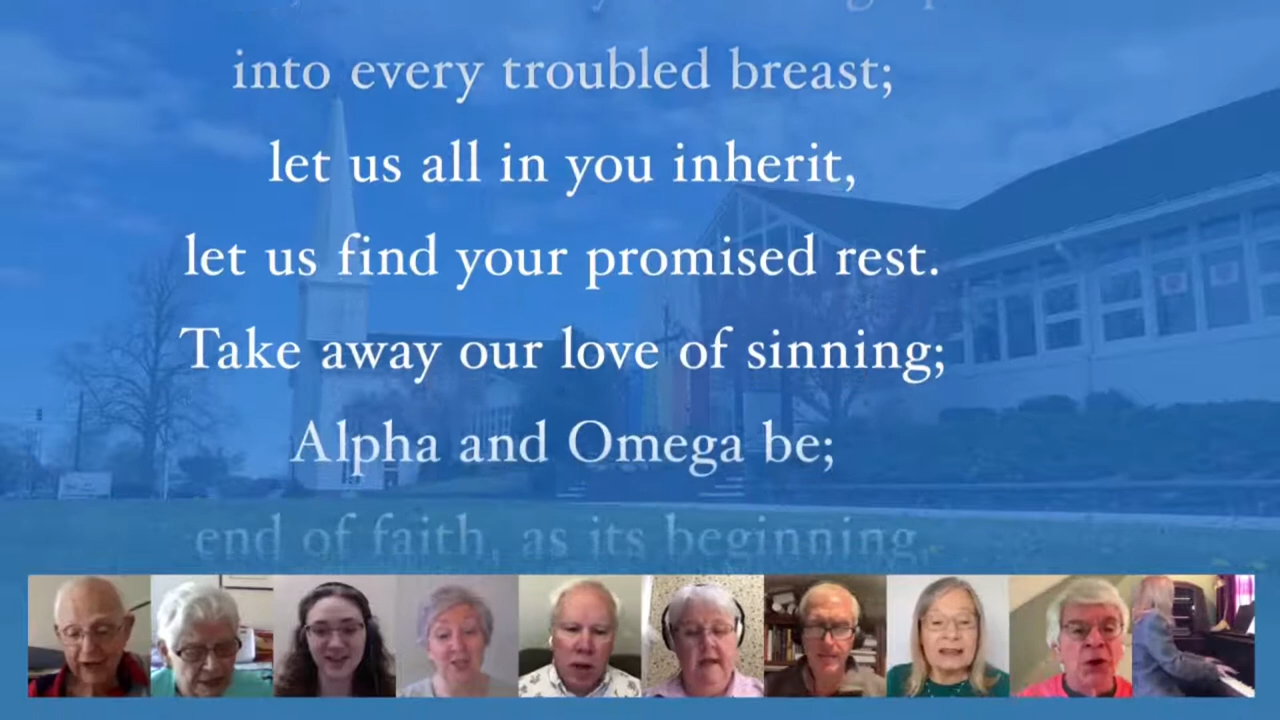 into every troubled breast;
let us all in you inherit,
let us find your promised rest.
Take away our love of sinning;
Alpha and Omega be;
end of faith, as its beginning,